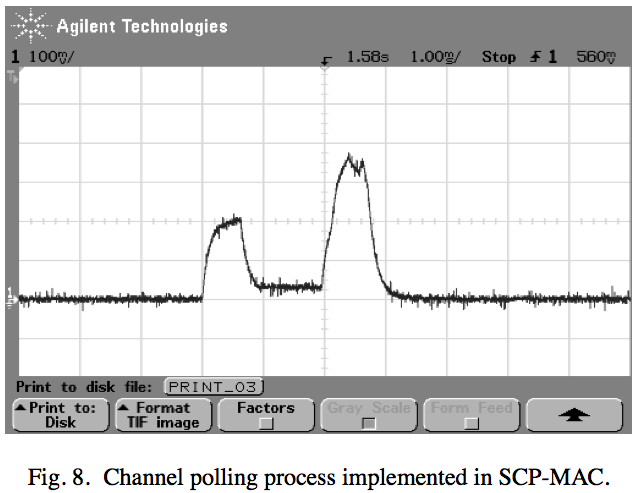 Agilent Technologies
1 100mV/ 1.58s 1.00ms/ Stop 1 560mV
T
Print to disk file: PRINT_03
Print to: Disk
Format TIF image
Factors
Gray Scale
Form Feed
Fig. 8. Channel polling process implemented in SCP-MAC.